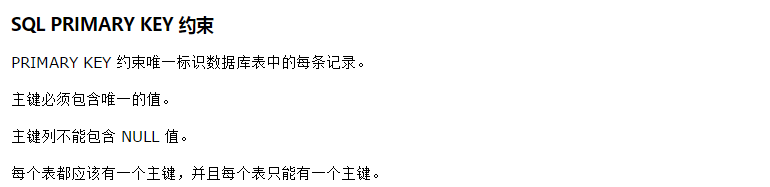 SQL PRIMARY KEY 约束
PRIMARY KEY 约束唯一标识数据库表中的每条记录。
主键必须包含唯一的值。
主键列不能包含 NULL 值。
每个表都应该有一个主键，并且每个表只能有一个主键。